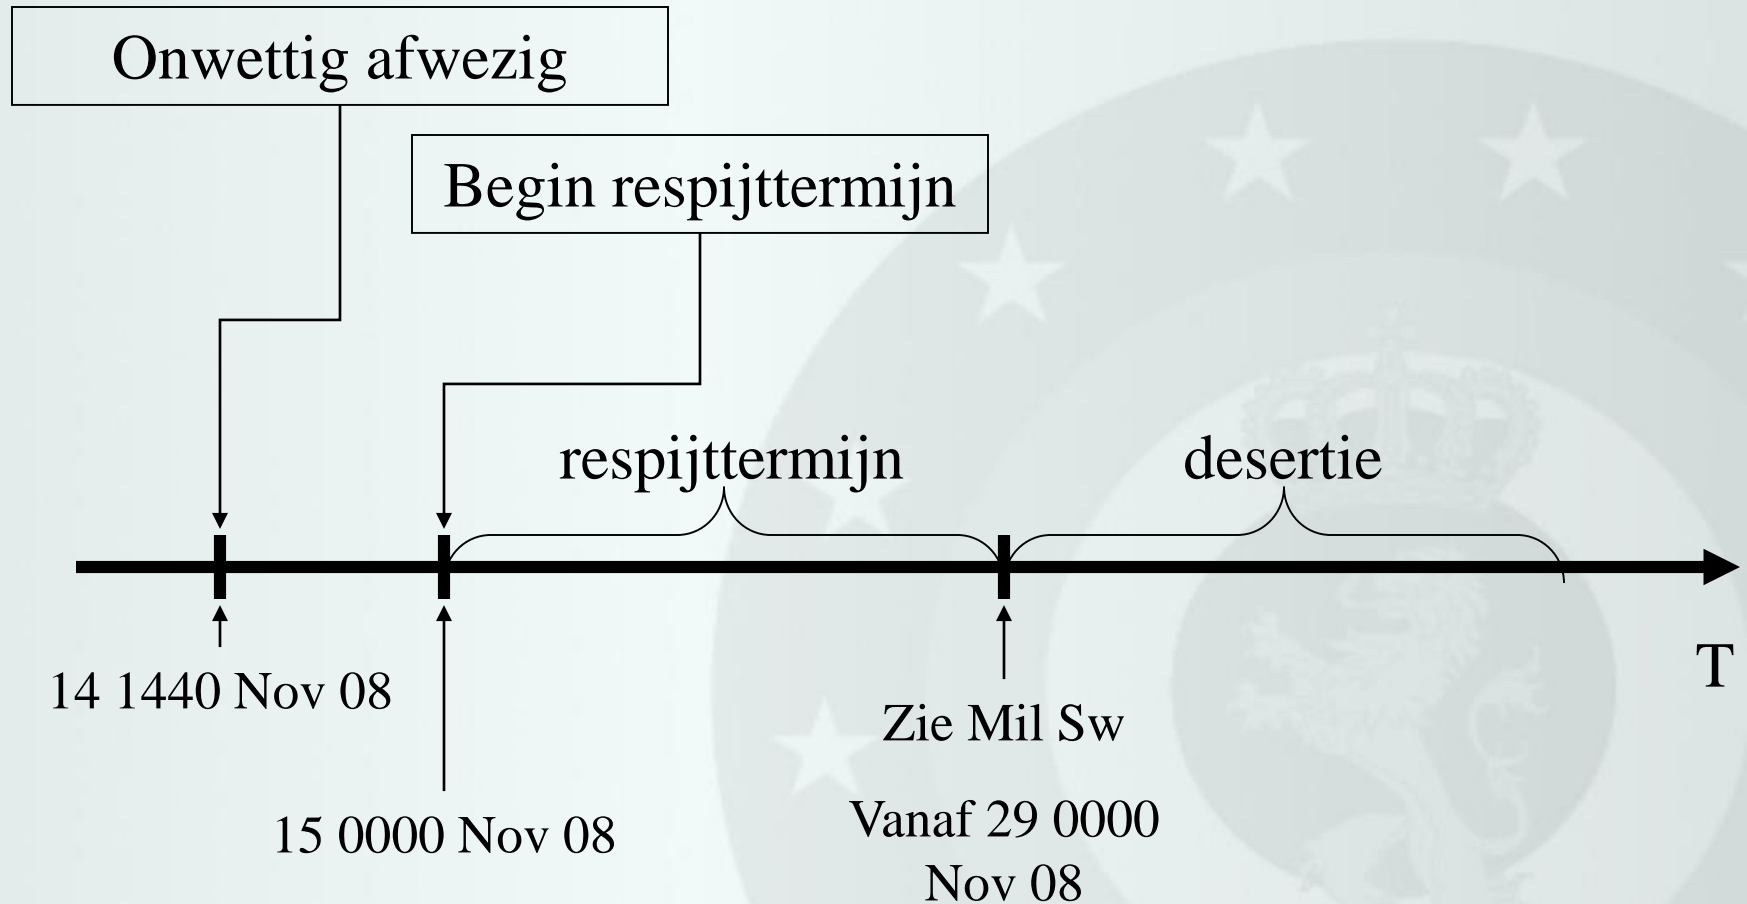 Onwettig afwezig
Begin respijttermijn
respijttermijn
desertie
T
14 1440 Nov 08
15 0000 Nov 08
Zie Mil Sw
Vanaf 29 0000
Nov 08